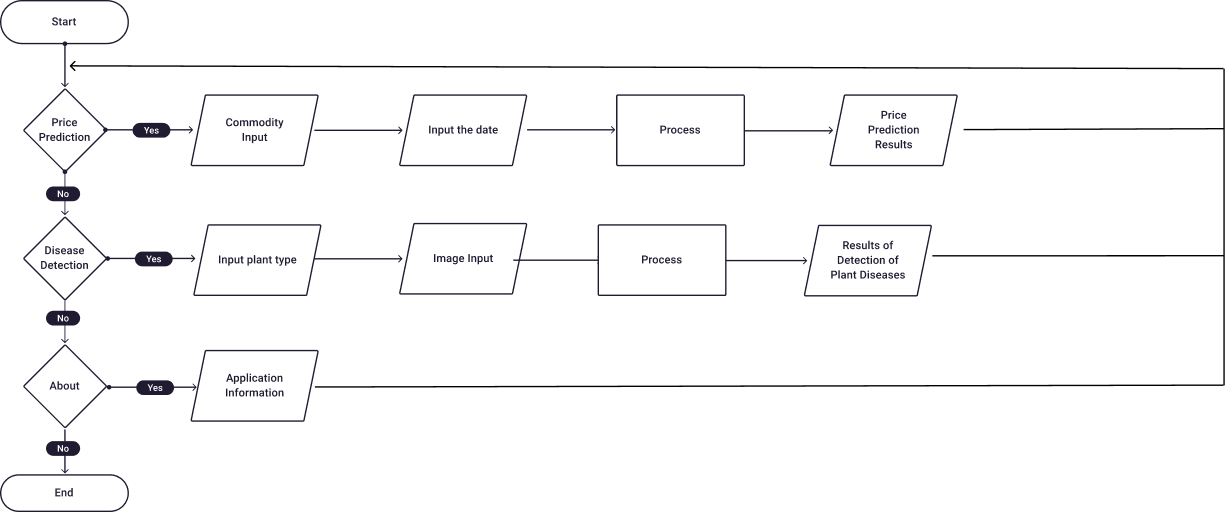 Start
Price
Prediction
Yes
Commodity
Input
Input the date
Process
Price
Prediction
Results
No
Disease
Detection
Yes
Input plant type
Image Input
Process
Results of
Detection of
Plant Diseases
No
About
Yes
Application
Information
No
End